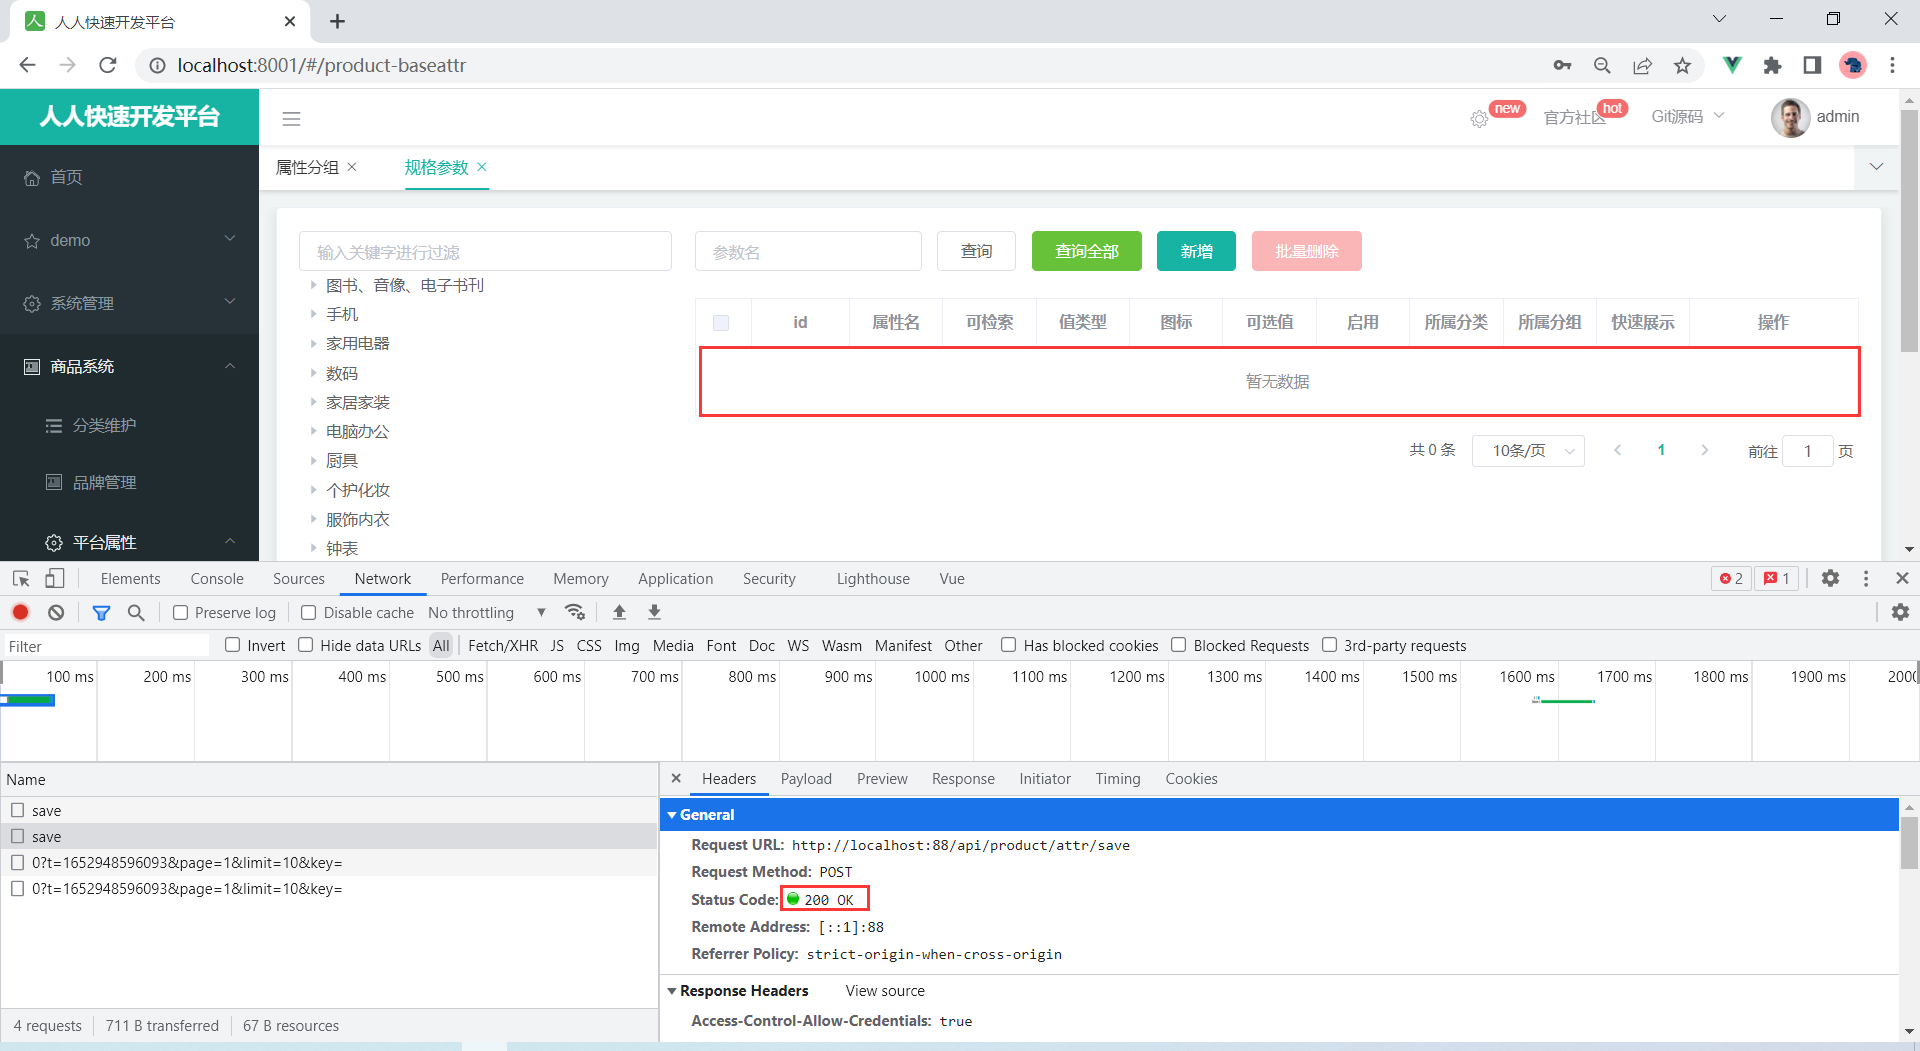 人人快速开发平台
localhost:8001/#/product-baseattr
人人快速开发平台
new
官方社区
hot
Git源码
admin
首页
demo
系统管理
商品系统
分类维护
品牌管理
平台属性
属性分组
规格参数
输入关键字进行过滤
图书、音像、电子书刊
手机
家用电器
数码
家居家装
电脑办公
厨具
个护化妆
服饰内衣
钟表
参数名 查询 查询全部 新增 批量删除
id 属性名 可检索 值类型 图标 可选值 启用 所属分类 所属分组 快速展示 操作
暂无数据
共 0 条 10条/页 1 前往 1 页
Elements Console Sources Network Performance Memory Application Security Lighthouse Vue 2 1
Preserve log Disable cache No throttling
Filter Invert Hide data URLs All Fetch/XHR JS CSS Img Media Font Doc WS Wasm Manifest Other Has blocked cookies Blocked Requests 3rd-party requests
100 ms 200 ms 300 ms 400 ms 500 ms 600 ms 700 ms 800 ms 900 ms 1000 ms 1100 ms 1200 ms 1300 ms 1400 ms 1500 ms 1600 ms 1700 ms 1800 ms 1900 ms
Name
save
save
0?t=1652948596093&page=1&limit=10&key=
0?t=1652948596093&page=1&limit=10&key=
4 requests 711 B transferred 67 B resources
Headers Payload Preview Response Initiator Timing Cookies
General
Request URL: http://localhost:88/api/product/attr/save
Request Method: POST
Status Code: 200 OK
Remote Address: [::1]:88
Referrer Policy: strict-origin-when-cross-origin
Response Headers View source
Access-Control-Allow-Credentials: true